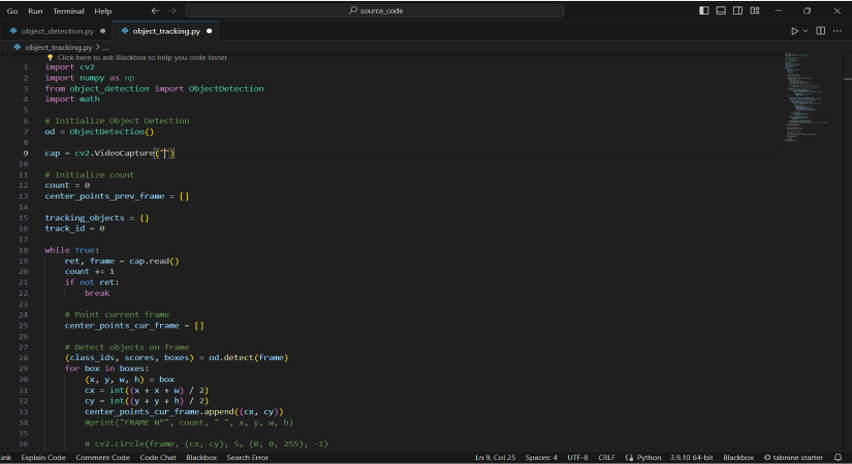 Go Run ... source_code
object_detection.py object_tracking.py
object_tracking.py > ...
Click here to ask Blackbox to help you code faster
1 import cv2
2 import numpy as np
3 from object_detection import ObjectDetection
4 import math
5
6 # Initialize Object Detection
7 od = ObjectDetection()
8
9 cap = cv2.VideoCapture("")
10
11 # Initialize count
12 count = 0
13 center_points_prev_frame = []
14
15 tracking_objects = {}
16 track_id = 0
17
18 while True:
19 ret, frame = cap.read()
20 count += 1
21 if not ret:
22 break
23
24 # Point current frame
25 center_points_cur_frame = []
26
27 # Detect objects on frame
28 (class_ids, scores, boxes) = od.detect(frame)
29 for box in boxes:
30 (x, y, w, h) = box
31 cx = int((x + x + w) / 2)
32 cy = int((y + y + h) / 2)
33 center_points_cur_frame.append((cx, cy))
34 #print("FRAME N°", count, " ", x, y, w, h)
35
36 # cv2.circle(frame, (cx, cy), 5, (0, 0, 255), -1)
ink Explain Code Comment Code Code Chat Blackbox Search Error Ln 9, Col 25 Spaces: 4 UTF-8 CRLF Python 3.9.10 64-bit Blackbox tabnine starter